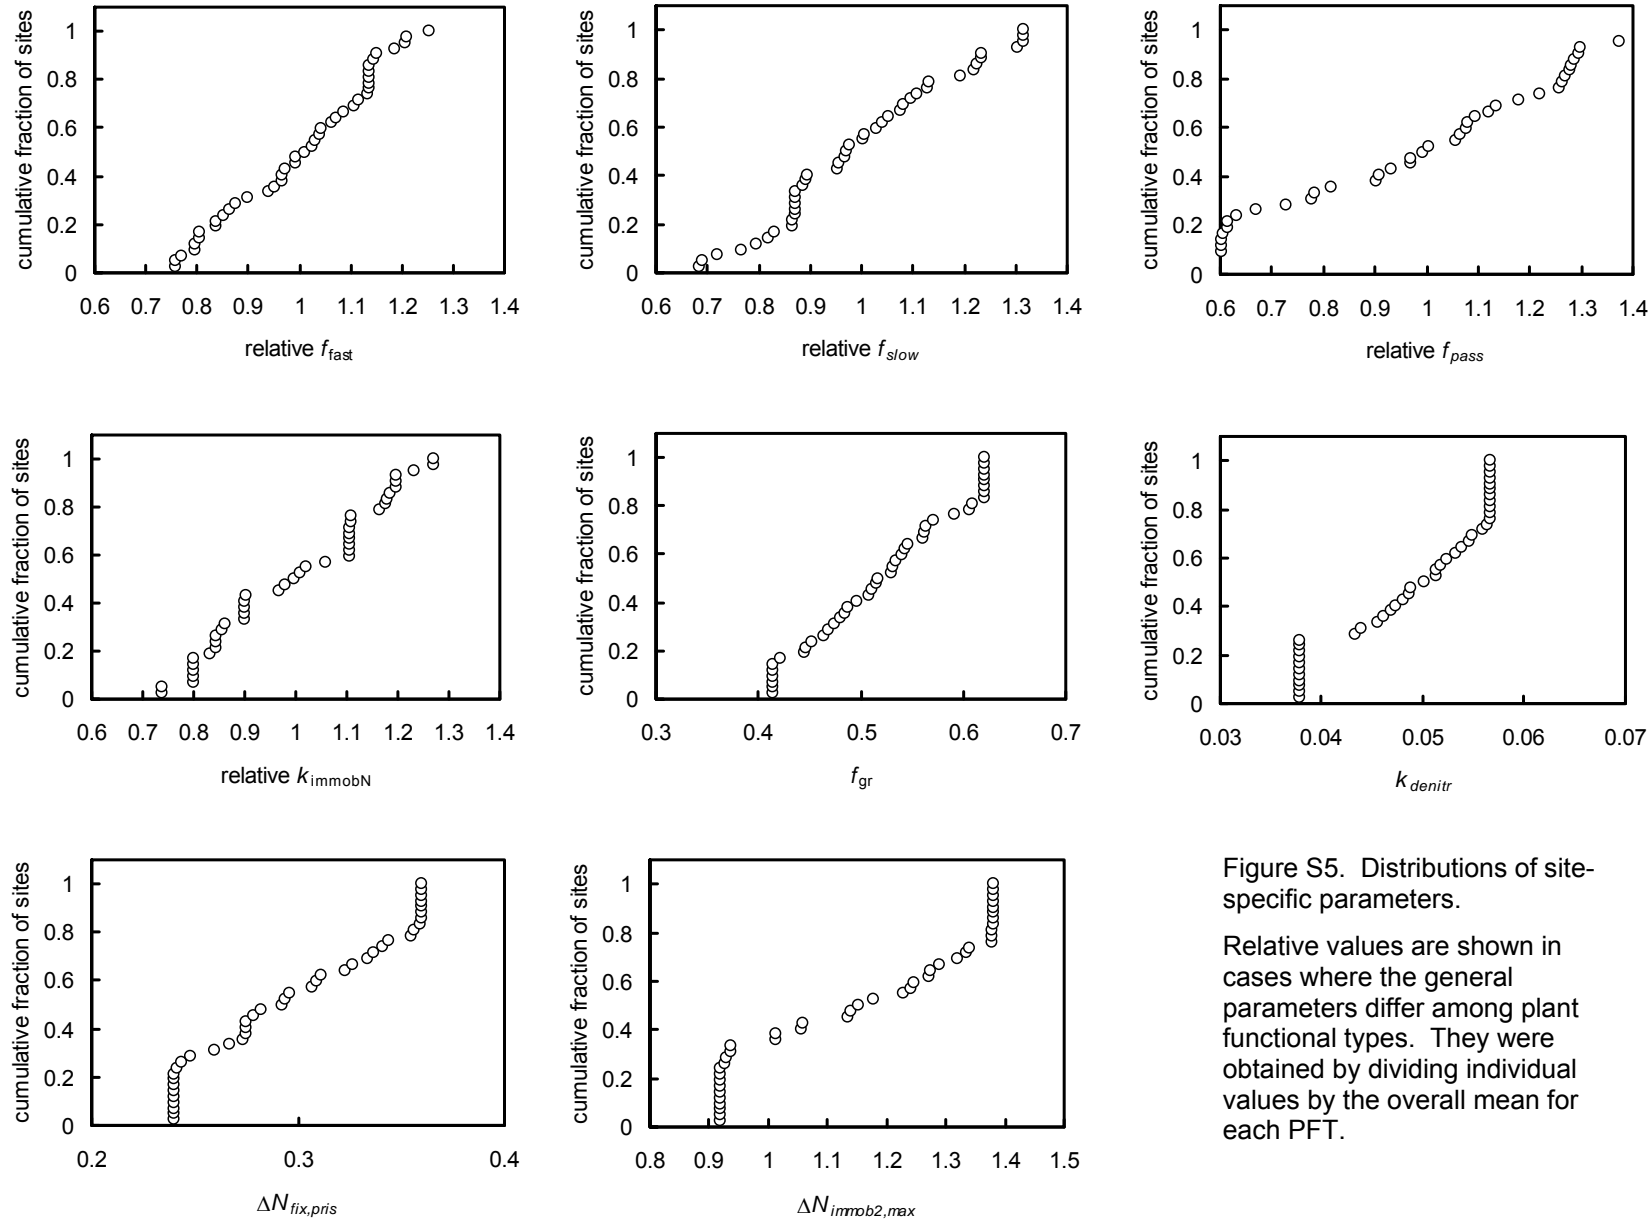 cumulative fraction of sites
1
0.8
0.6
0.4
0.2
0
0.6 0.7 0.8 0.9 1 1.1 1.2 1.3 1.4
relative f fast
cumulative fraction of sites
1
0.8
0.6
0.4
0.2
0
0.6 0.7 0.8 0.9 1 1.1 1.2 1.3 1.4
relative f slow
cumulative fraction of sites
1
0.8
0.6
0.4
0.2
0
0.6 0.7 0.8 0.9 1 1.1 1.2 1.3 1.4
relative f pass
cumulative fraction of sites
1
0.8
0.6
0.4
0.2
0
0.6 0.7 0.8 0.9 1 1.1 1.2 1.3 1.4
relative k immobN
cumulative fraction of sites
1
0.8
0.6
0.4
0.2
0
0.3 0.4 0.5 0.6 0.7
f gr
cumulative fraction of sites
1
0.8
0.6
0.4
0.2
0
0.03 0.04 0.05 0.06 0.07
k denitr
cumulative fraction of sites
1
0.8
0.6
0.4
0.2
0
0.2 0.3 0.4
ΔN fix,pris
cumulative fraction of sites
1
0.8
0.6
0.4
0.2
0
0.8 0.9 1 1.1 1.2 1.3 1.4 1.5
ΔN immob2,max
Figure S5. Distributions of site-
specific parameters.
Relative values are shown in
cases where the general
parameters differ among plant
functional types. They were
obtained by dividing individual
values by the overall mean for
each PFT.